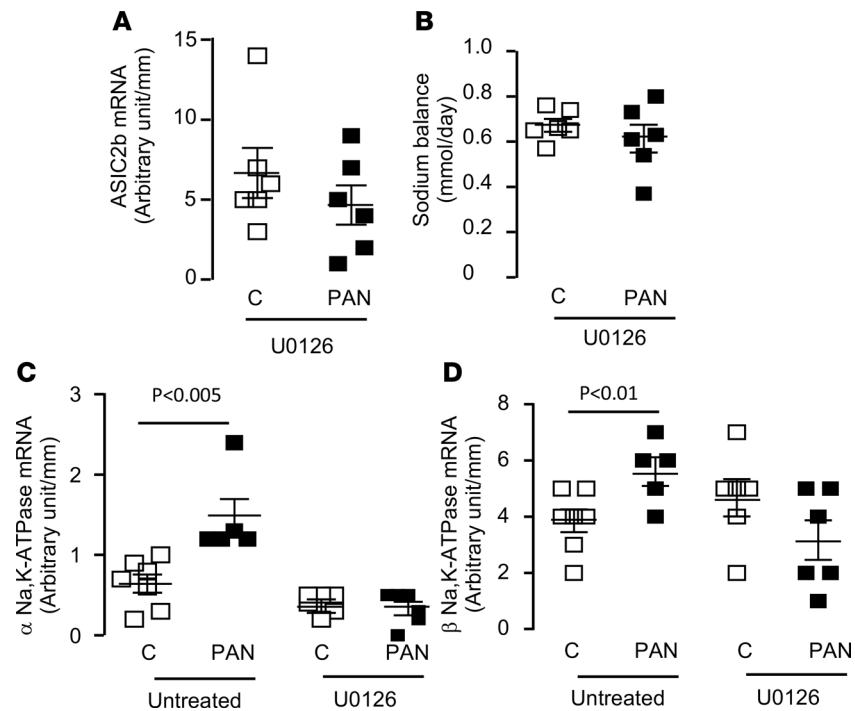 A
ASIC2b mRNA
(Arbitrary unit/mm)
15
10
5
0
C PAN
U0126
B
Sodium balance
(mmol/day)
1.0
0.8
0.6
0.4
0.2
0
C PAN
U0126
C
α Na,K-ATPase mRNA
(Arbitrary unit/mm)
3
2
1
0
P<0.005
C PAN C PAN
Untreated U0126
D
β Na,K-ATPase mRNA
(Arbitrary unit/mm)
8
6
4
2
0
P<0.01
C PAN C PAN
Untreated U0126